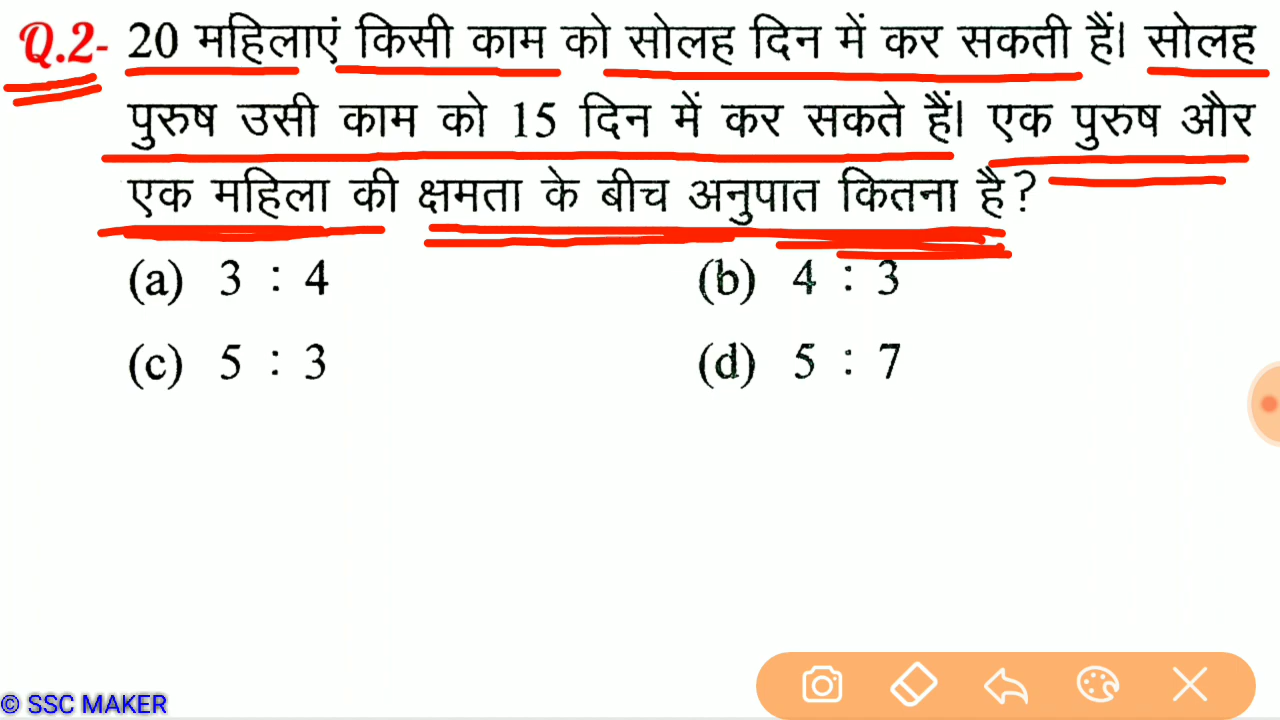 Q.2- 20 महिलाएं किसी काम को सोलह दिन में कर सकती हैं। सोलह
पुरुष उसी काम को 15 दिन में कर सकते हैं। एक पुरुष और
एक महिला की क्षमता के बीच अनुपात कितना है?
(a) 3 : 4 (b) 4 : 3
(c) 5 : 3 (d) 5 : 7
© SSC MAKER